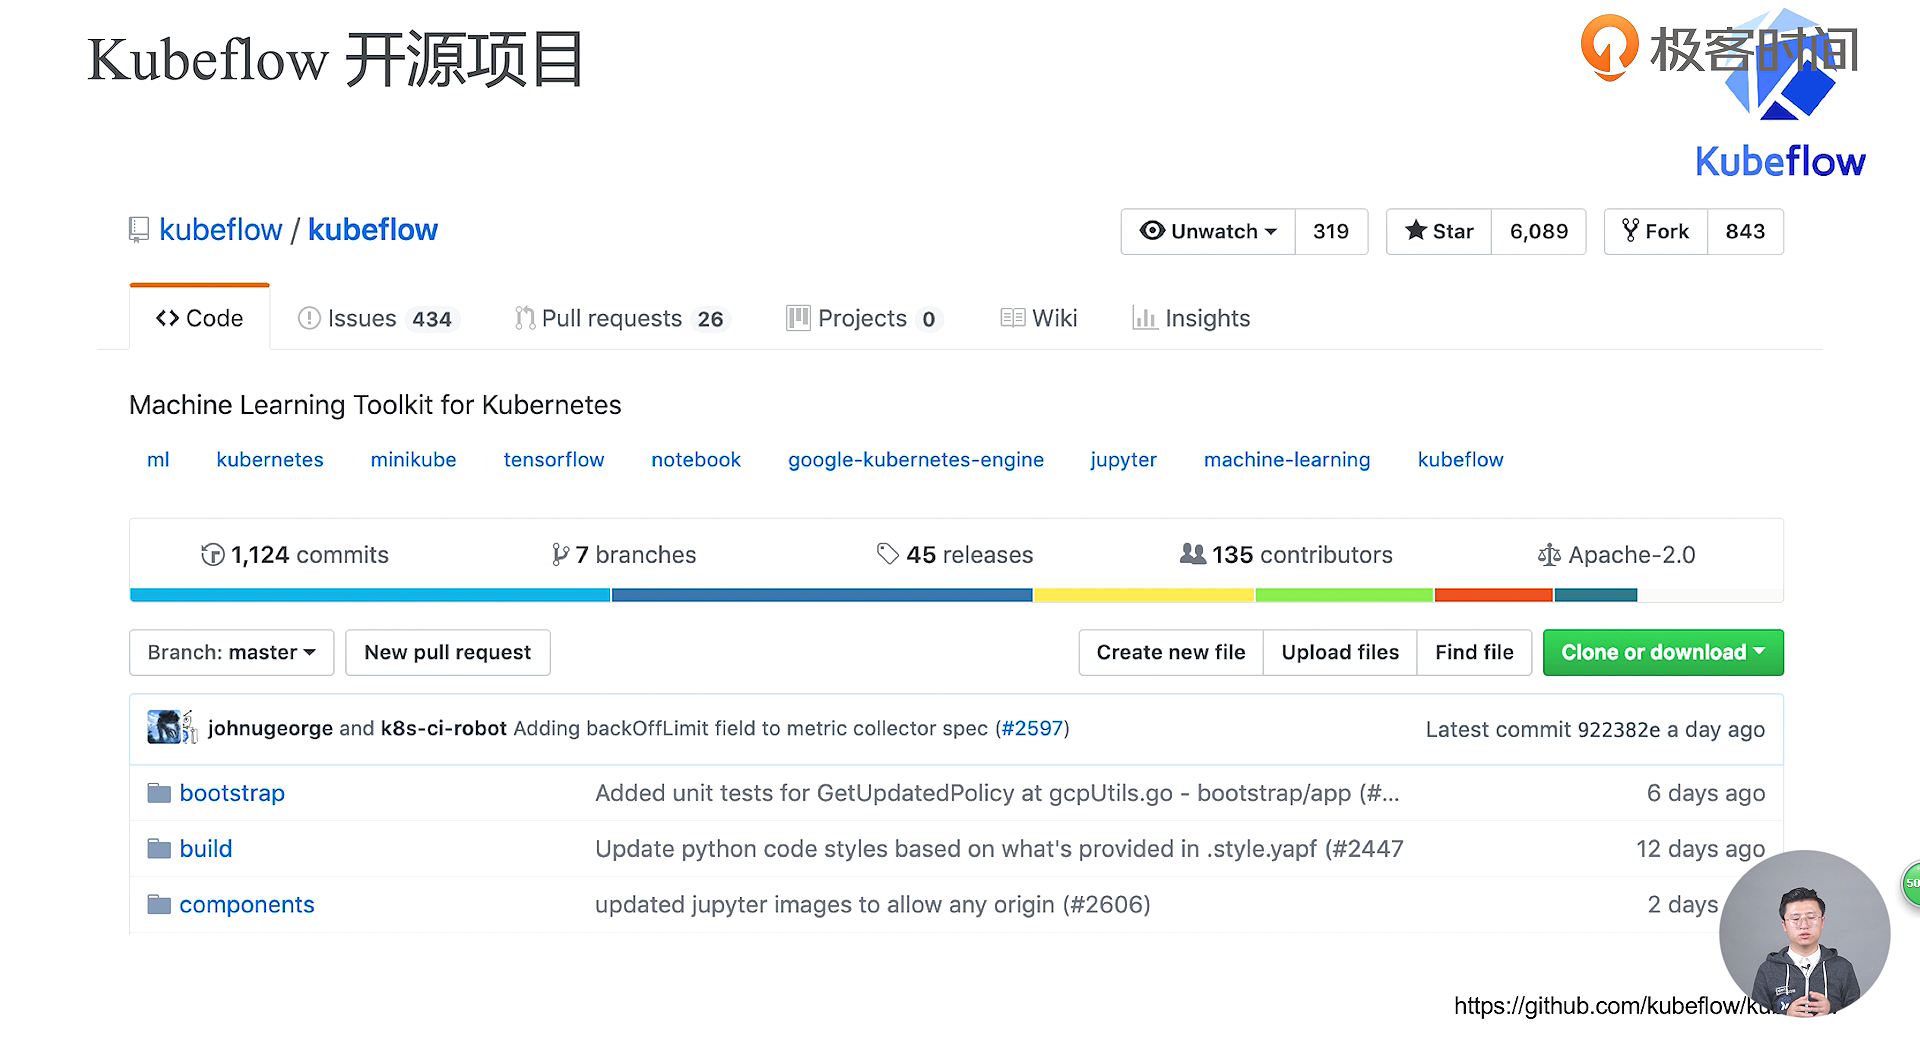 Kubeflow 开源项目
极客时间
Kubeflow
kubeflow / kubeflow
Unwatch 319 Star 6,089 Fork 843
Code Issues 434 Pull requests 26 Projects 0 Wiki Insights
Machine Learning Toolkit for Kubernetes
ml kubernetes minikube tensorflow notebook google-kubernetes-engine jupyter machine-learning kubeflow
1,124 commits 7 branches 45 releases 135 contributors Apache-2.0
Branch: master New pull request Create new file Upload files Find file Clone or download
johnugeorge and k8s-ci-robot Adding backOffLimit field to metric collector spec (#2597) Latest commit 922382e a day ago
bootstrap Added unit tests for GetUpdatedPolicy at gcpUtils.go - bootstrap/app (#... 6 days ago
build Update python code styles based on what's provided in .style.yapf (#2447 12 days ago
components updated jupyter images to allow any origin (#2606) 2 days
50
https://github.com/kubeflow/